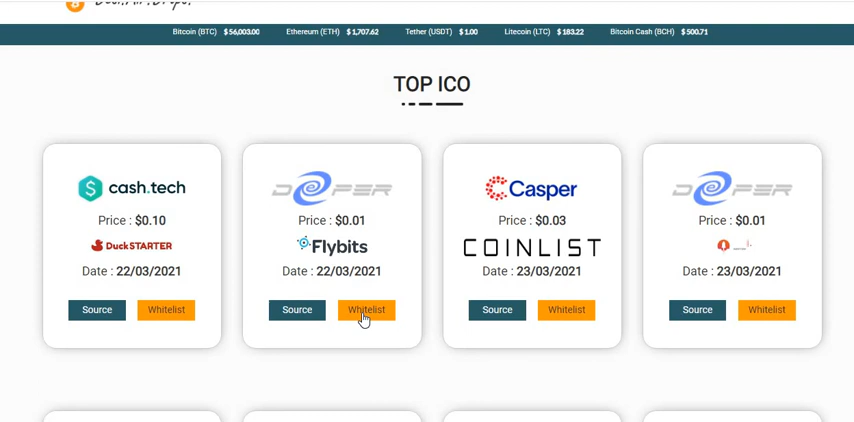 Bitcoin (BTC) $ 56,003.00 Ethereum (ETH) $ 1,707.62 Tether (USDT) $ 1.00 Litecoin (LTC) $ 183.22 Bitcoin Cash (BCH) $ 500.71
TOP ICO
cash.tech
Price : $0.10
DuckSTARTER
Date : 22/03/2021
Source Whitelist
Price : $0.01
Flybits
Date : 22/03/2021
Source Whitelist
Casper
Price : $0.03
COINLIST
Date : 23/03/2021
Source Whitelist
Price : $0.01
Date : 23/03/2021
Source Whitelist